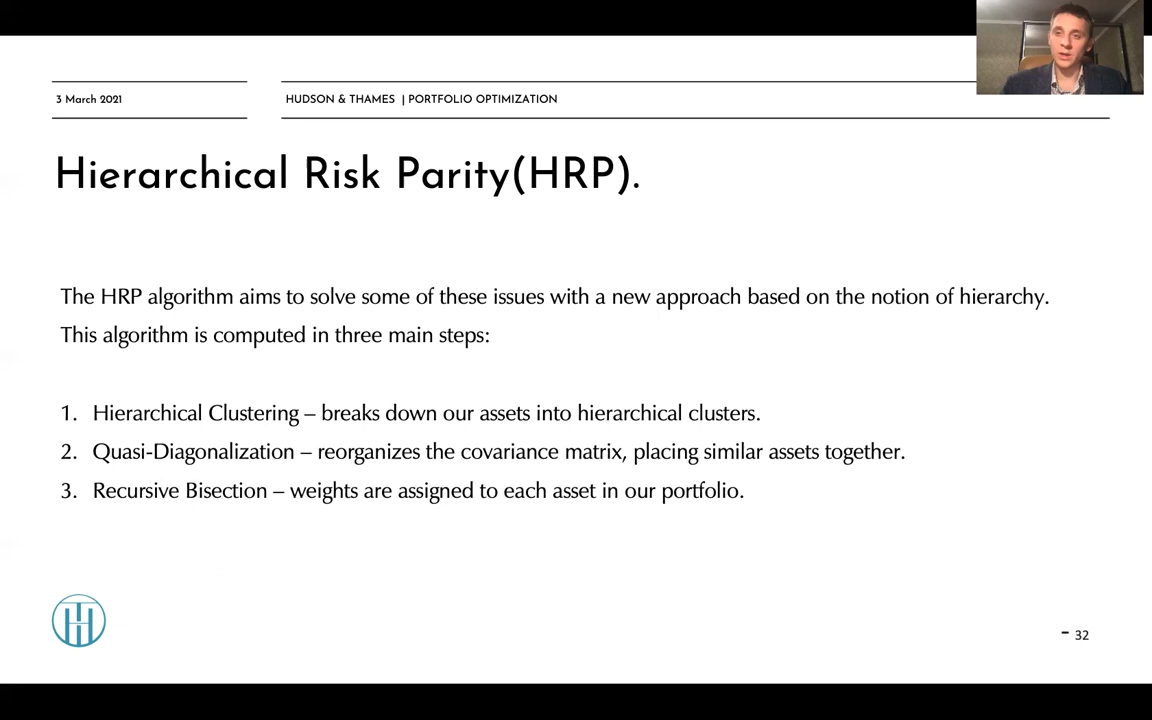 3 March 2021
HUDSON & THAMES | PORTFOLIO OPTIMIZATION
Hierarchical Risk Parity(HRP).
The HRP algorithm aims to solve some of these issues with a new approach based on the notion of hierarchy.
This algorithm is computed in three main steps:
1. Hierarchical Clustering – breaks down our assets into hierarchical clusters.
2. Quasi-Diagonalization – reorganizes the covariance matrix, placing similar assets together.
3. Recursive Bisection – weights are assigned to each asset in our portfolio.
– 32